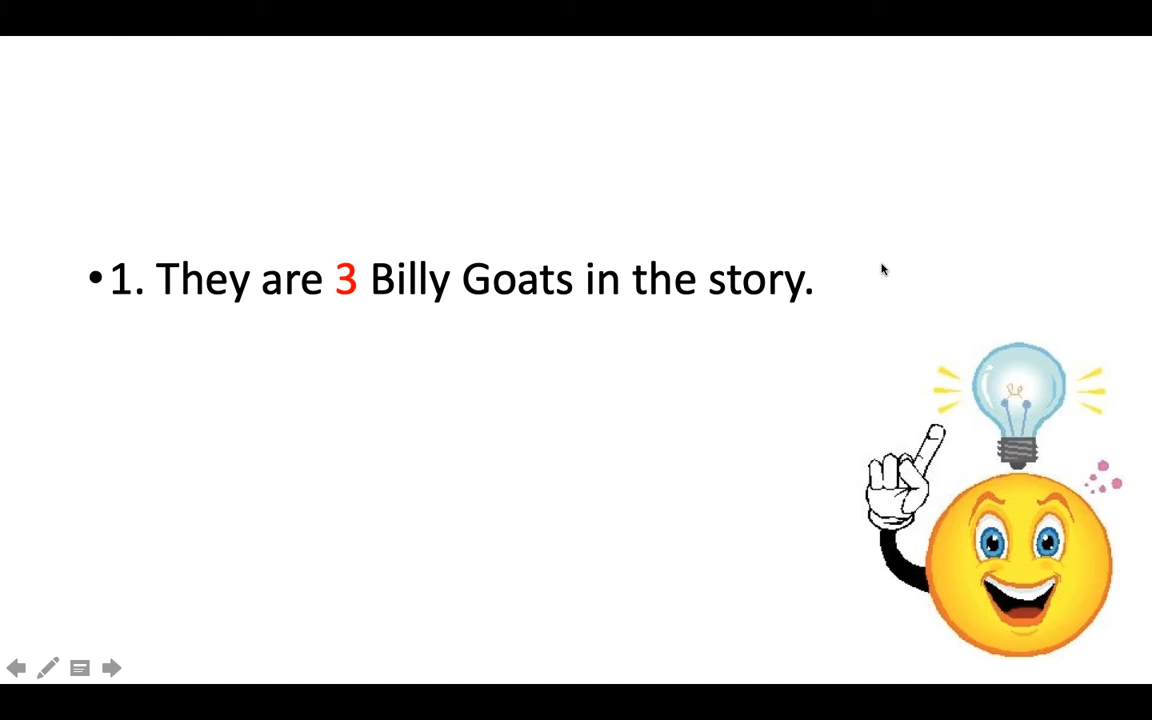 •1. They are 3 Billy Goats in the story.